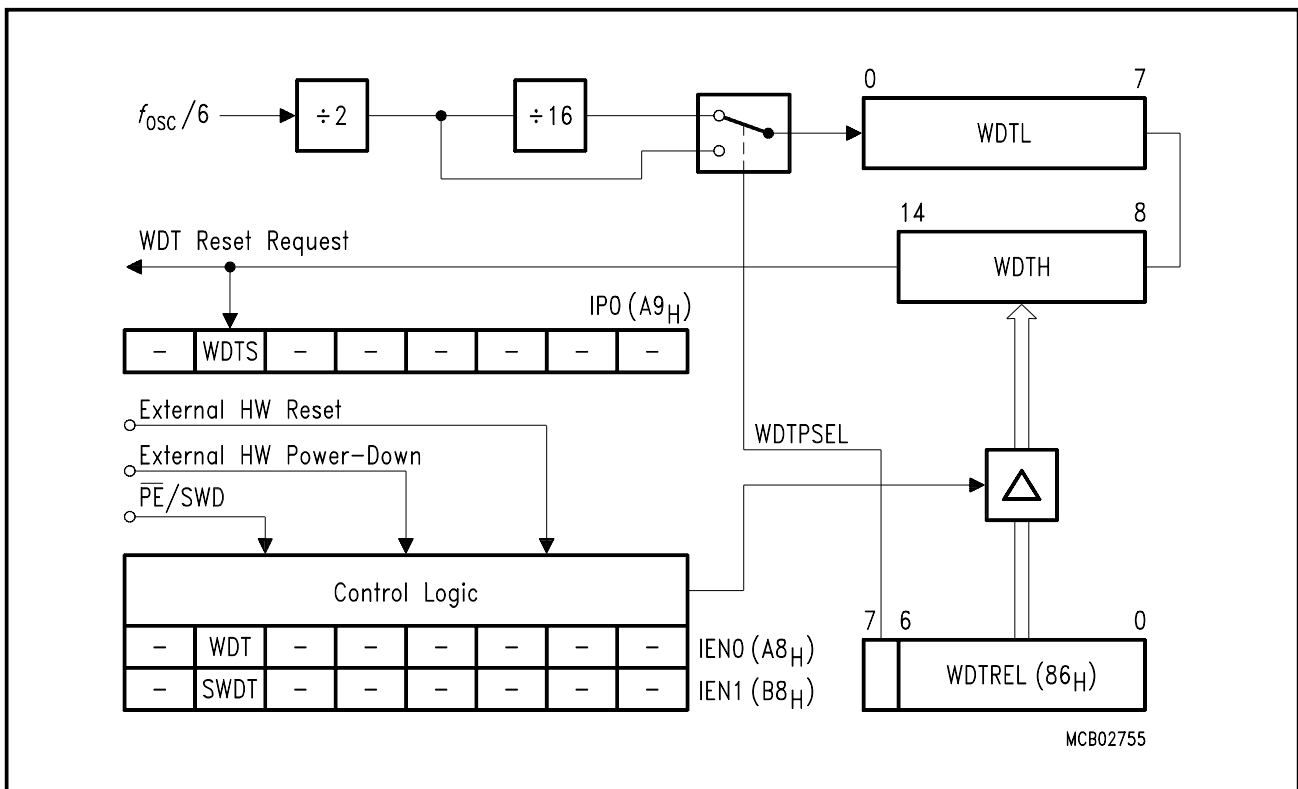 fOSC/6
÷2
÷16
0 7
WDTL
14 8
WDTH
WDT Reset Request
IP0 (A9H)
- WDTS - - - - - -
External HW Reset
External HW Power-Down
P̅E̅/SWD
WDTPSEL
Control Logic
- WDT - - - - - - IEN0 (A8H)
- SWDT - - - - - - IEN1 (B8H)
7 6 0
WDTREL (86H)
MCB02755